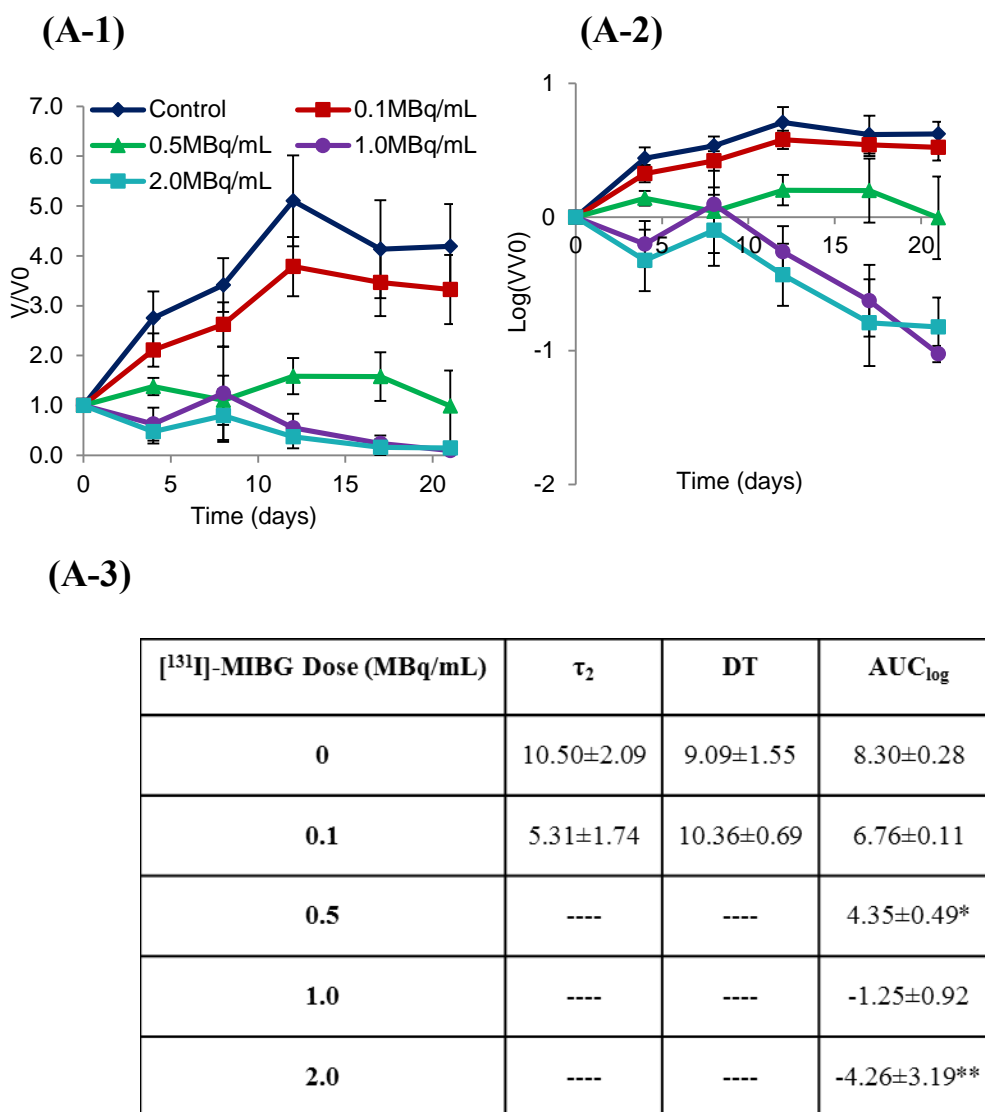 (A-1)
(A-2)
7.0
6.0
5.0
4.0
3.0
2.0
1.0
0.0
V/V0
Control
0.1MBq/mL
0.5MBq/mL
1.0MBq/mL
2.0MBq/mL
0 5 10 15 20
Time (days)
1
0
-1
-2
Log(VV0)
0 5 10 15 20
Time (days)
(A-3)
[¹³¹I]-MIBG Dose (MBq/mL) τ₂ DT AUClog
0 10.50±2.09 9.09±1.55 8.30±0.28
0.1 5.31±1.74 10.36±0.69 6.76±0.11
0.5 ---- ---- 4.35±0.49*
1.0 ---- ---- -1.25±0.92
2.0 ---- ---- -4.26±3.19**